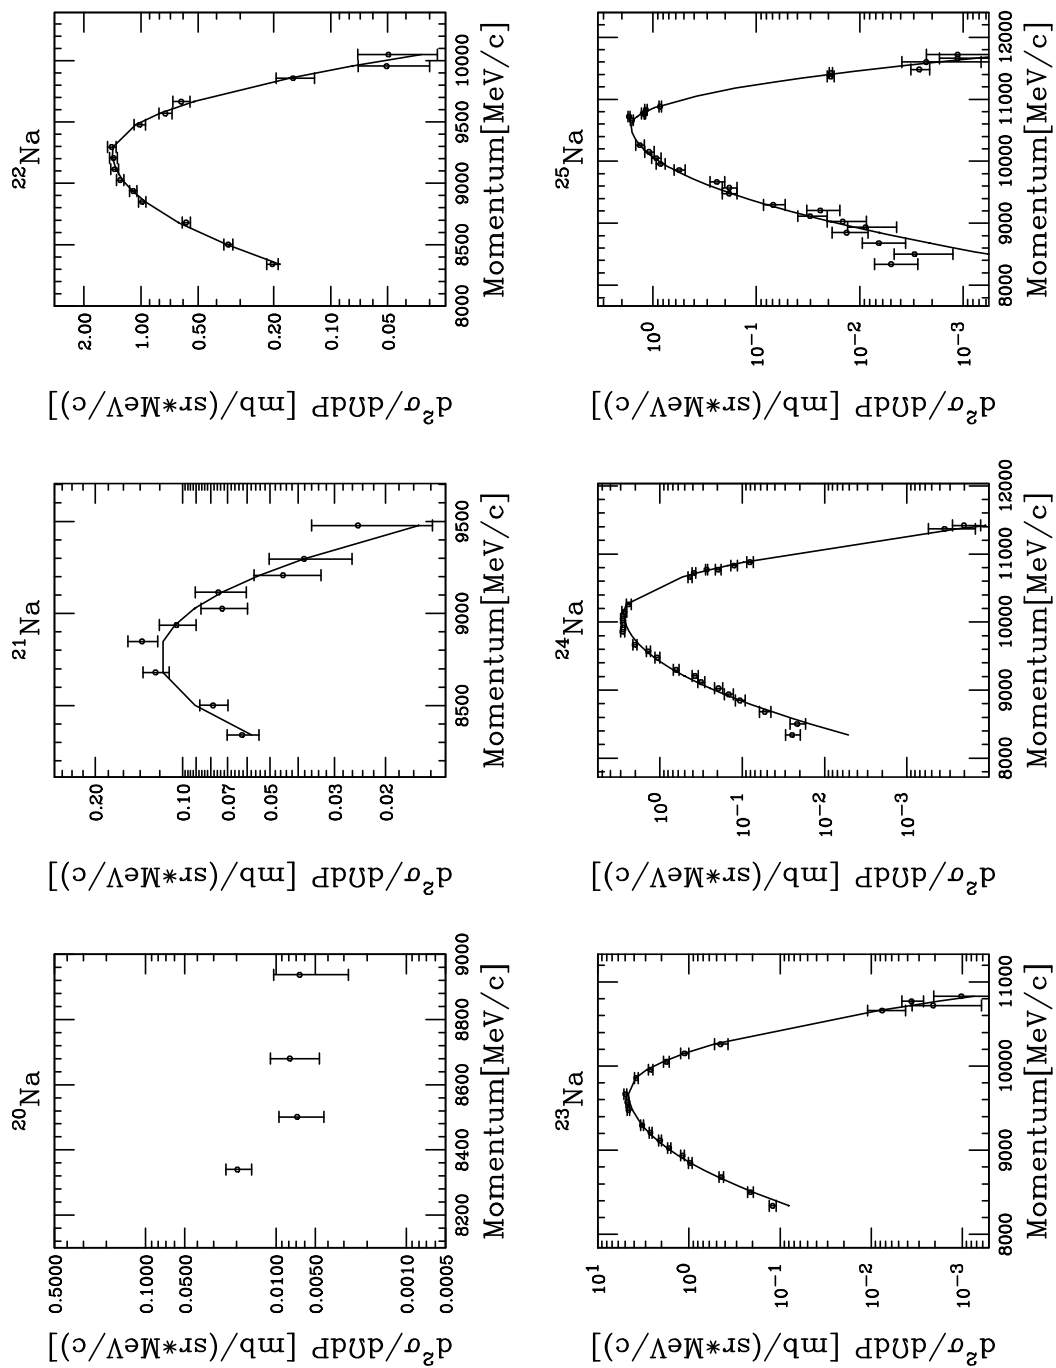 ²⁰Na
d²σ/dΩdP [mb/(sr*MeV/c)]
0.5000
0.1000
0.0500
0.0100
0.0050
0.0010
0.0005
8200 8400 8600 8800 9000
Momentum[MeV/c]
²¹Na
d²σ/dΩdP [mb/(sr*MeV/c)]
0.20
0.10
0.07
0.05
0.03
0.02
8500 9000 9500
Momentum[MeV/c]
²²Na
d²σ/dΩdP [mb/(sr*MeV/c)]
2.00
1.00
0.50
0.20
0.05
8000 8500 9000 9500 10000
Momentum[MeV/c]
²³Na
d²σ/dΩdP [mb/(sr*MeV/c)]
10¹
10⁰
10⁻¹
10⁻²
10⁻³
8000 9000 10000 11000
Momentum[MeV/c]
²⁴Na
d²σ/dΩdP [mb/(sr*MeV/c)]
10⁰
10⁻¹
10⁻²
10⁻³
8000 9000 10000 11000 12000
Momentum[MeV/c]
²⁵Na
d²σ/dΩdP [mb/(sr*MeV/c)]
10⁰
10⁻¹
10⁻²
10⁻³
8000 9000 10000 11000 12000
Momentum[MeV/c]